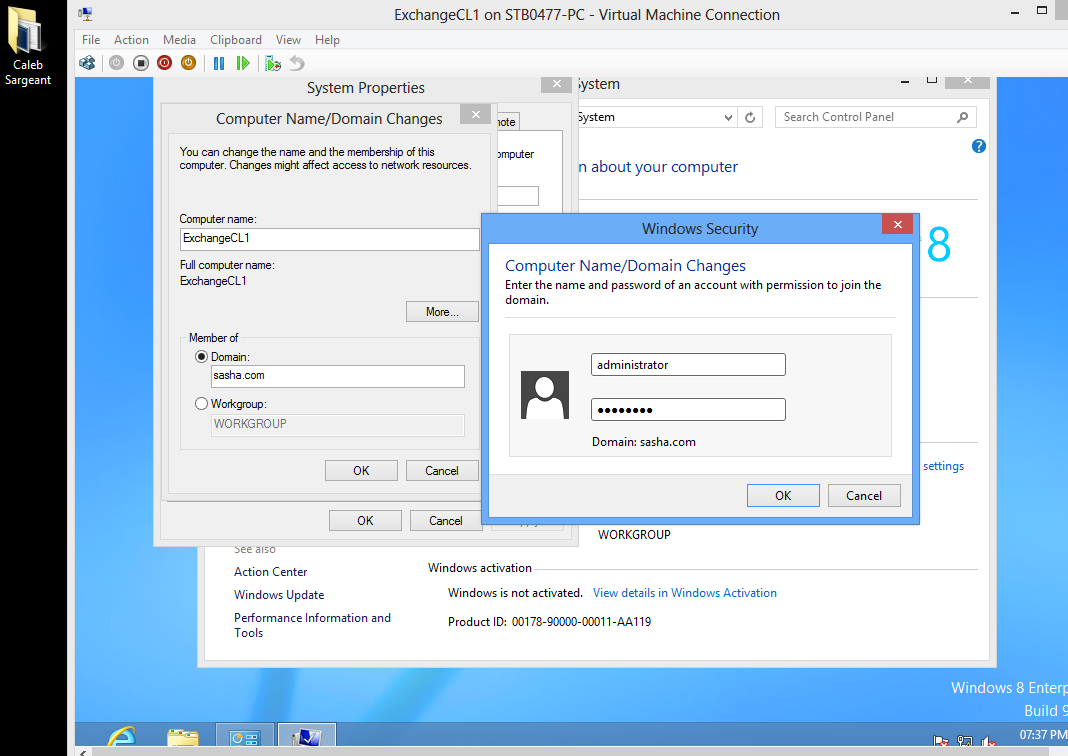 Caleb
Sargeant
ExchangeCL1 on STB0477-PC - Virtual Machine Connection
File Action Media Clipboard View Help
System Properties
System
Computer Name/Domain Changes
note
System
Search Control Panel
You can change the name and the membership of this
computer. Changes might affect access to network resources.
omputer
n about your computer
Computer name:
ExchangeCL1
Full computer name:
ExchangeCL1
More...
Member of
Domain:
sasha.com
Workgroup:
WORKGROUP
OK Cancel
OK Cancel
Windows Security
8
Computer Name/Domain Changes
Enter the name and password of an account with permission to join the
domain.
administrator
••••••••
Domain: sasha.com
settings
OK Cancel
WORKGROUP
See also
Action Center
Windows Update
Performance Information and
Tools
Windows activation
Windows is not activated. View details in Windows Activation
Product ID: 00178-90000-00011-AA119
Windows 8 Enterp
Build 9
07:37 PM